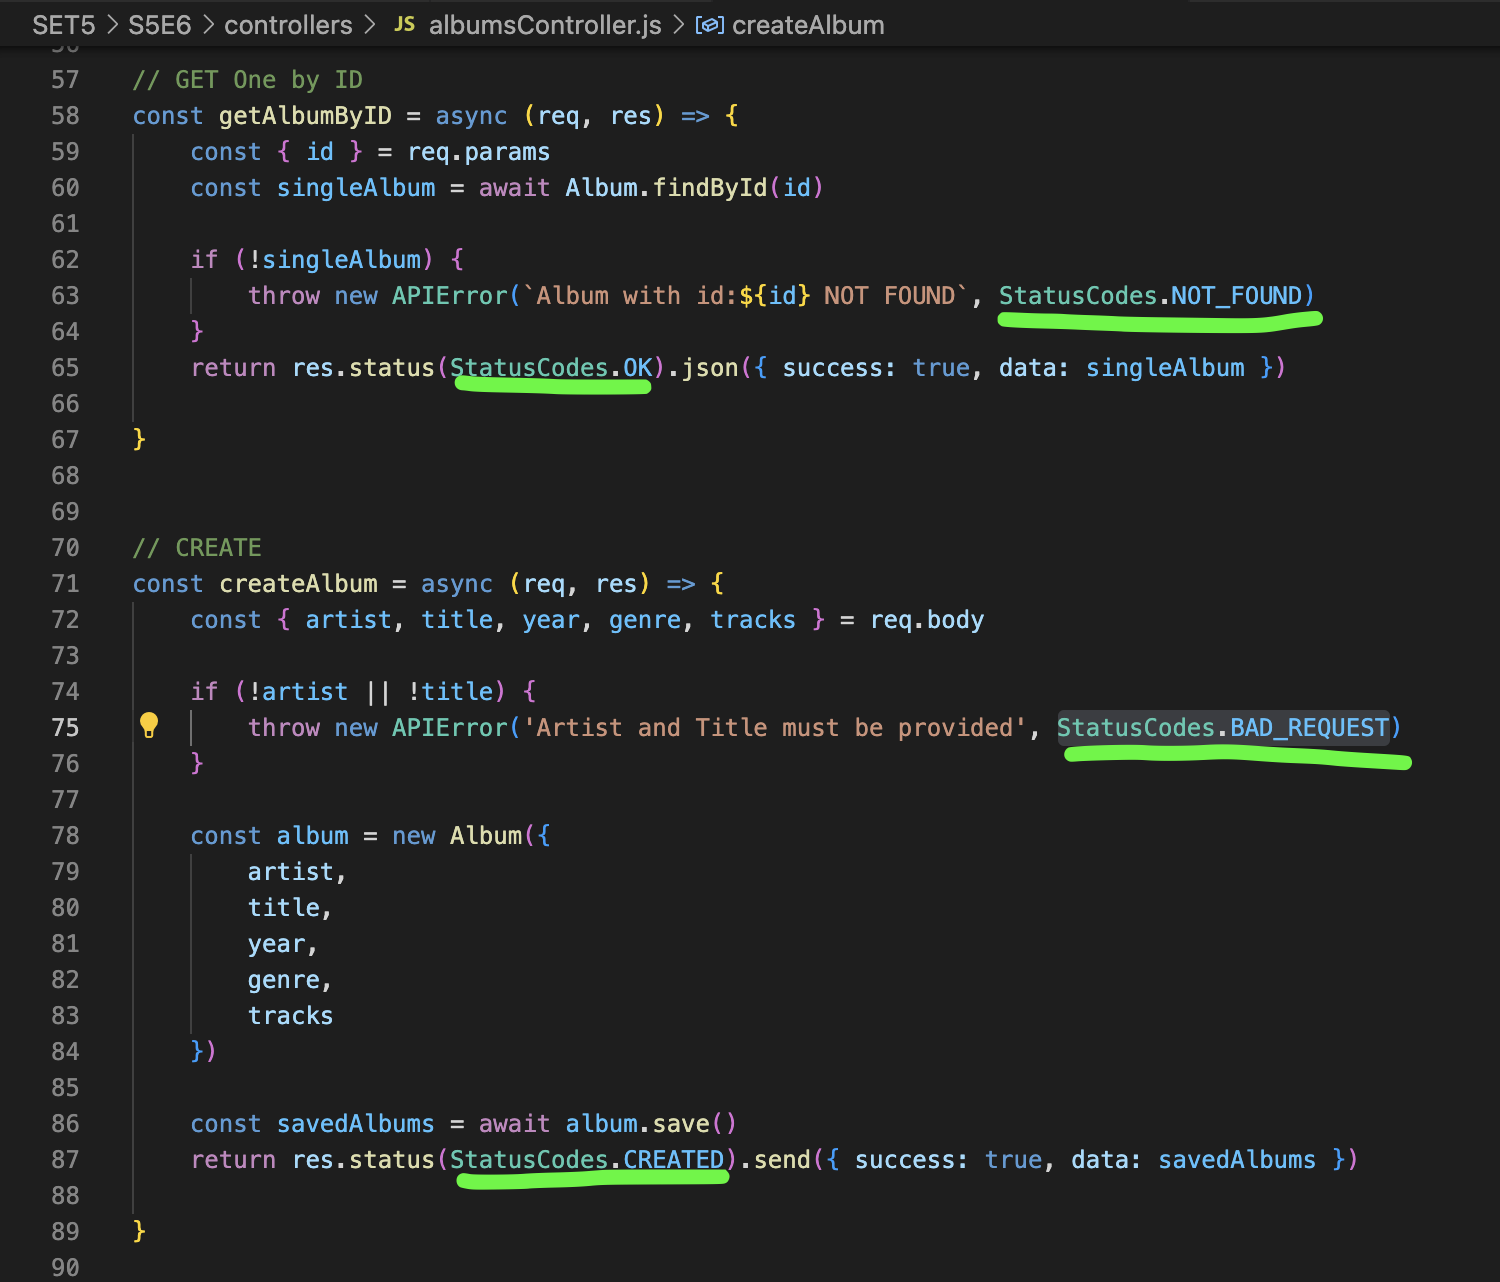 SET5 > S5E6 > controllers > JS albumsController.js > createAlbum
57 // GET One by ID
58 const getAlbumByID = async (req, res) => {
59 const { id } = req.params
60 const singleAlbum = await Album.findById(id)
61
62 if (!singleAlbum) {
63 throw new APIError(`Album with id:${id} NOT FOUND`, StatusCodes.NOT_FOUND)
64 }
65 return res.status(StatusCodes.OK).json({ success: true, data: singleAlbum })
66
67 }
68
69
70 // CREATE
71 const createAlbum = async (req, res) => {
72 const { artist, title, year, genre, tracks } = req.body
73
74 if (!artist || !title) {
75 throw new APIError('Artist and Title must be provided', StatusCodes.BAD_REQUEST)
76 }
77
78 const album = new Album({
79 artist,
80 title,
81 year,
82 genre,
83 tracks
84 })
85
86 const savedAlbums = await album.save()
87 return res.status(StatusCodes.CREATED).send({ success: true, data: savedAlbums })
88
89 }
90